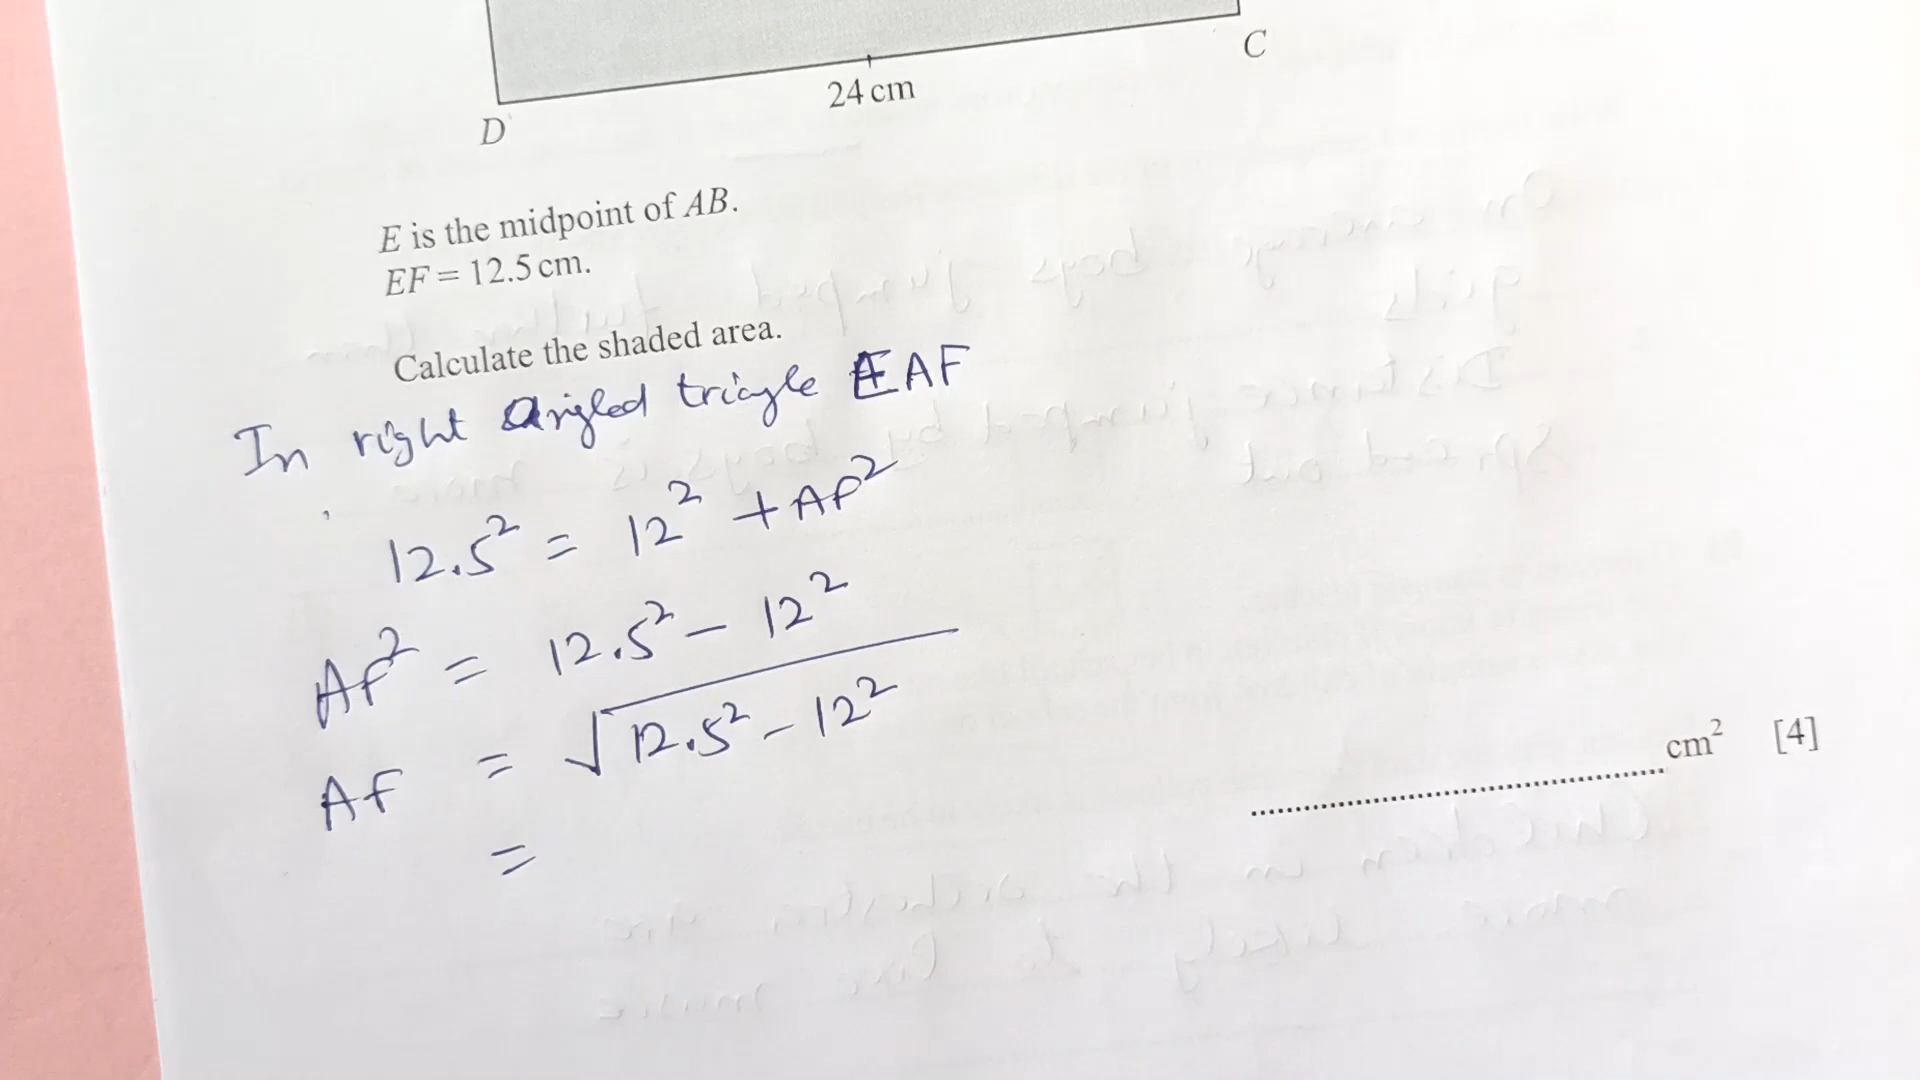 C
24 cm
D
E is the midpoint of AB.
EF = 12.5 cm.
Calculate the shaded area.
In right angled triangle EAF
12.5² = 12² + AF²
AF² = 12.5² - 12²
AF = √12.5² - 12²
=
cm² [4]